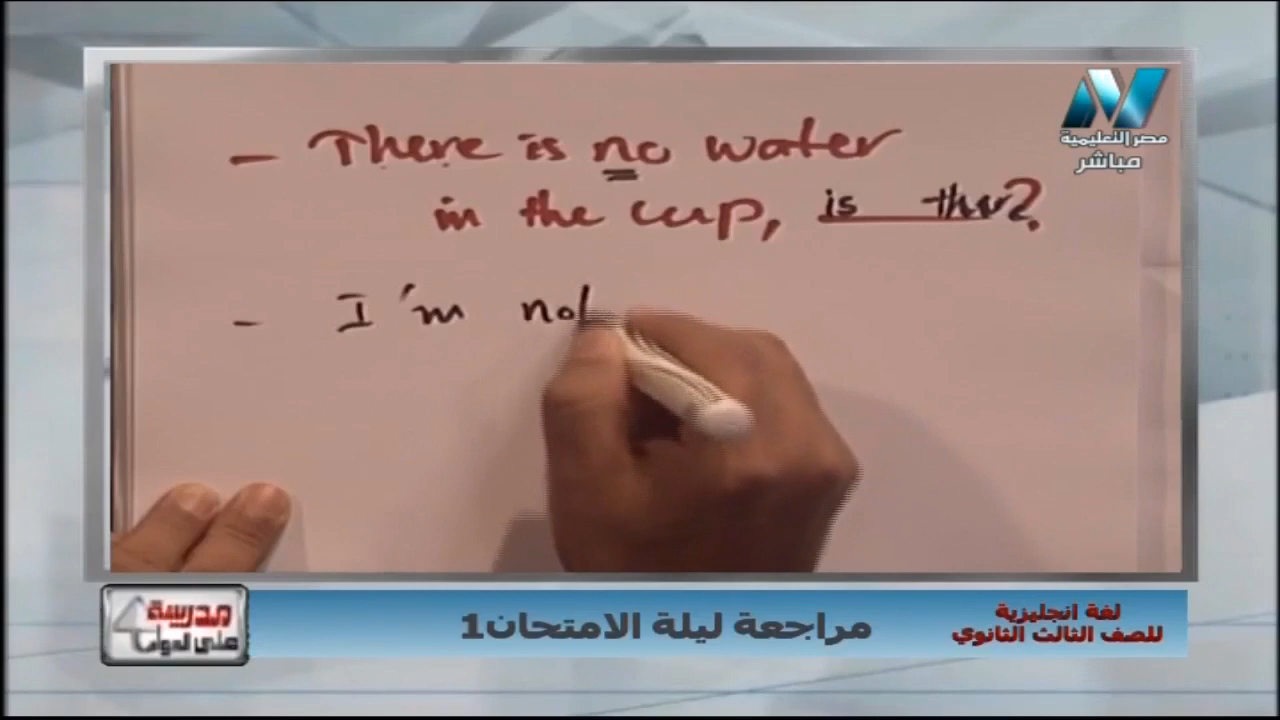 مصر التعليمية
مباشر
- There is no water
in the cup, is ther?
- I'm not
مدرسة
على الهواء
مراجعة ليلة الامتحان1
لغة انجليزية
للصف الثالث الثانوي